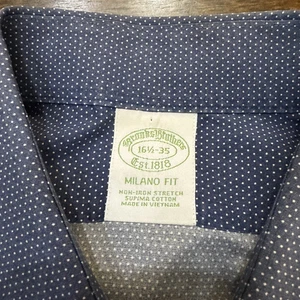 Brooks Brothers
16½-35
Est. 1818
MILANO FIT
NON-IRON STRETCH
SUPIMA COTTON
MADE IN VIETNAM